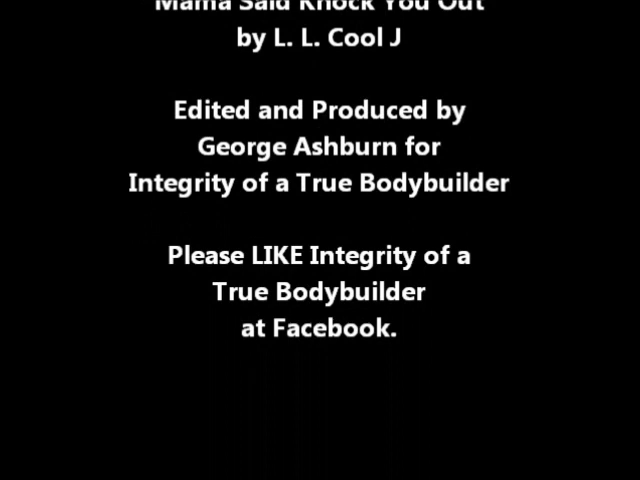 Mama Said Knock You Out
by L. L. Cool J
Edited and Produced by
George Ashburn for
Integrity of a True Bodybuilder
Please LIKE Integrity of a
True Bodybuilder
at Facebook.